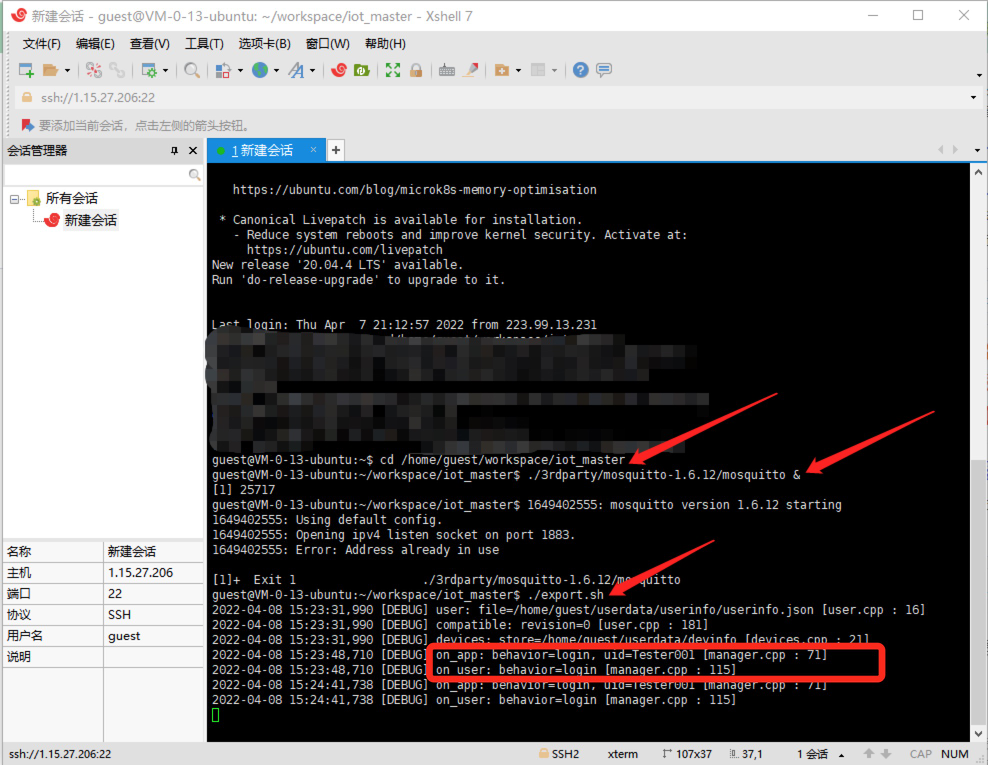 新建会话 - guest@VM-0-13-ubuntu: ~/workspace/iot_master - Xshell 7
文件(F) 编辑(E) 查看(V) 工具(T) 选项卡(B) 窗口(W) 帮助(H)
ssh://1.15.27.206:22
要添加当前会话，点击左侧的箭头按钮。
会话管理器
1 新建会话
所有会话
新建会话
https://ubuntu.com/blog/microk8s-memory-optimisation
* Canonical Livepatch is available for installation.
- Reduce system reboots and improve kernel security. Activate at:
https://ubuntu.com/livepatch
New release '20.04.4 LTS' available.
Run 'do-release-upgrade' to upgrade to it.
Last login: Thu Apr  7 21:12:57 2022 from 223.99.13.231
guest@VM-0-13-ubuntu:~$ cd /home/guest/workspace/iot_master
guest@VM-0-13-ubuntu:~/workspace/iot_master$ ./3rdparty/mosquitto-1.6.12/mosquitto &
[1] 25717
guest@VM-0-13-ubuntu:~/workspace/iot_master$ 1649402555: mosquitto version 1.6.12 starting
1649402555: Using default config.
1649402555: Opening ipv4 listen socket on port 1883.
1649402555: Error: Address already in use
[1]+  Exit 1                  ./3rdparty/mosquitto-1.6.12/mosquitto
guest@VM-0-13-ubuntu:~/workspace/iot_master$ ./export.sh
2022-04-08 15:23:31,990 [DEBUG] user: file=/home/guest/userdata/userinfo/userinfo.json [user.cpp : 16]
2022-04-08 15:23:31,990 [DEBUG] compatible: revision=0 [user.cpp : 181]
2022-04-08 15:23:31,990 [DEBUG] devices: store=/home/guest/userdata/devinfo [devices.cpp : 21]
2022-04-08 15:23:48,710 [DEBUG] on_app: behavior=login, uid=Tester001 [manager.cpp : 71]
2022-04-08 15:23:48,710 [DEBUG] on_user: behavior=login [manager.cpp : 115]
2022-04-08 15:24:41,738 [DEBUG] on_app: behavior=login, uid=Tester001 [manager.cpp : 71]
2022-04-08 15:24:41,738 [DEBUG] on_user: behavior=login [manager.cpp : 115]
名称 新建会话
主机 1.15.27.206
端口 22
协议 SSH
用户名 guest
说明
ssh://1.15.27.206:22 SSH2 xterm 107x37 37,1 1 会话 CAP NUM